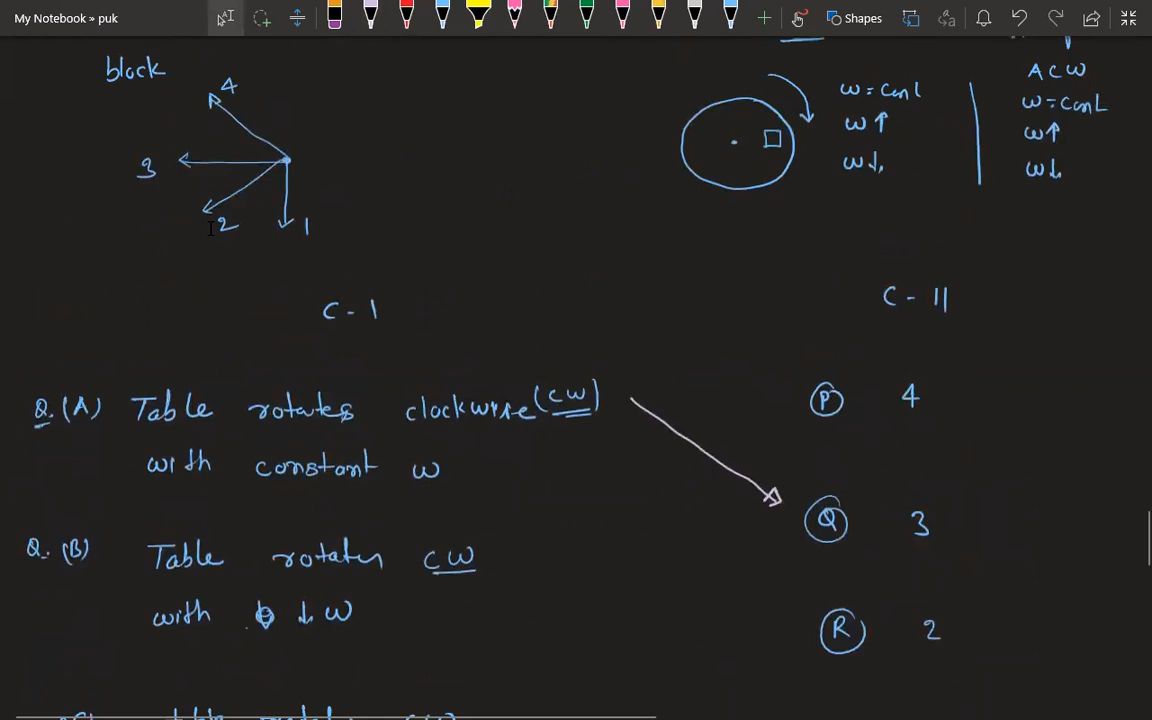 My Notebook » puk
Shapes
block
4
3
2
1
ω = const
ω ↑
ω ↓
ACW
ω = const
ω ↑
ω ↓
C - I
C - II
Q. (A) Table rotates clockwise (CW)
with constant ω
P 4
Q 3
Q. (B) Table rotates CW
with ↓ ω
R 2